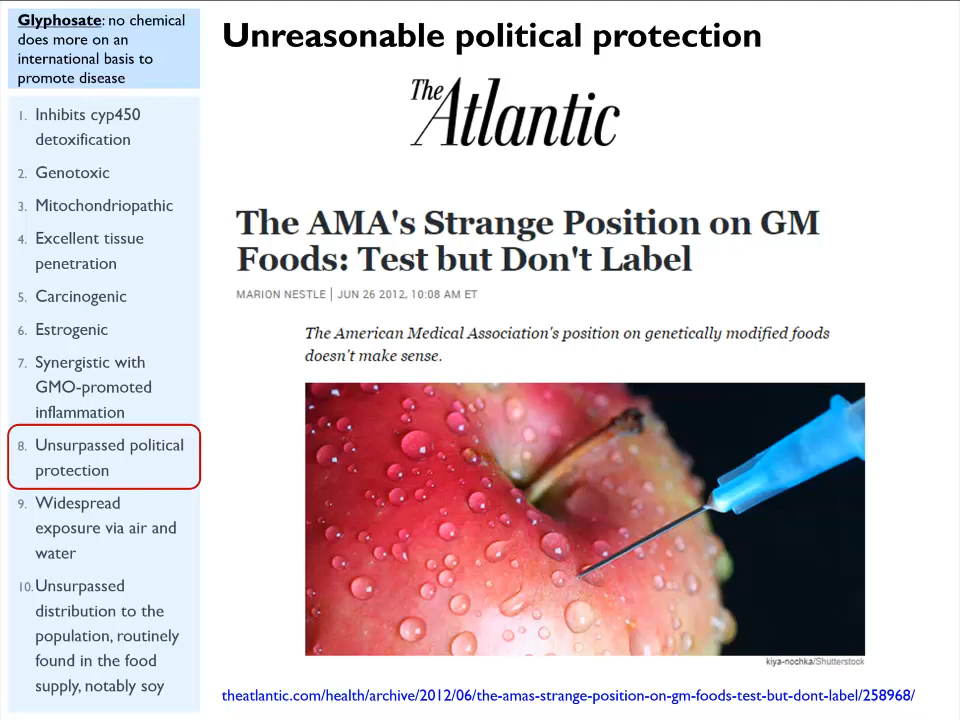 Glyphosate: no chemical
does more on an
international basis to
promote disease
1. Inhibits cyp450
detoxification
2. Genotoxic
3. Mitochondriopathic
4. Excellent tissue
penetration
5. Carcinogenic
6. Estrogenic
7. Synergistic with
GMO-promoted
inflammation
8. Unsurpassed political
protection
9. Widespread
exposure via air and
water
10. Unsurpassed
distribution to the
population, routinely
found in the food
supply, notably soy
Unreasonable political protection
The Atlantic
The AMA's Strange Position on GM
Foods: Test but Don't Label
MARION NESTLE | JUN 26 2012, 10:08 AM ET
The American Medical Association's position on genetically modified foods
doesn't make sense.
kiya-nochka/Shutterstock
theatlantic.com/health/archive/2012/06/the-amas-strange-position-on-gm-foods-test-but-dont-label/258968/